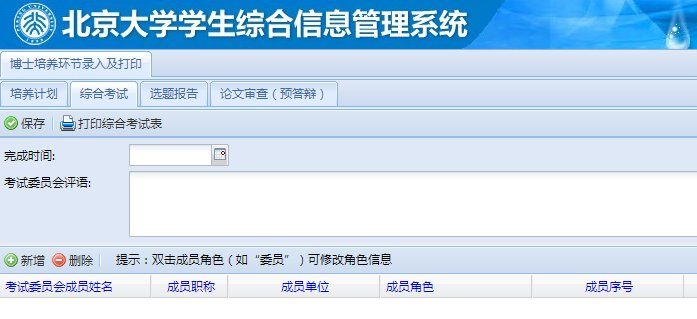 北京大学学生综合信息管理系统
博士培养环节录入及打印
培养计划 综合考试 选题报告 论文审查（预答辩）
保存 打印综合考试表
完成时间:
考试委员会评语:
新增 删除 提示：双击成员角色（如“委员”）可修改角色信息
考试委员会成员姓名 成员职称 成员单位 成员角色 成员序号